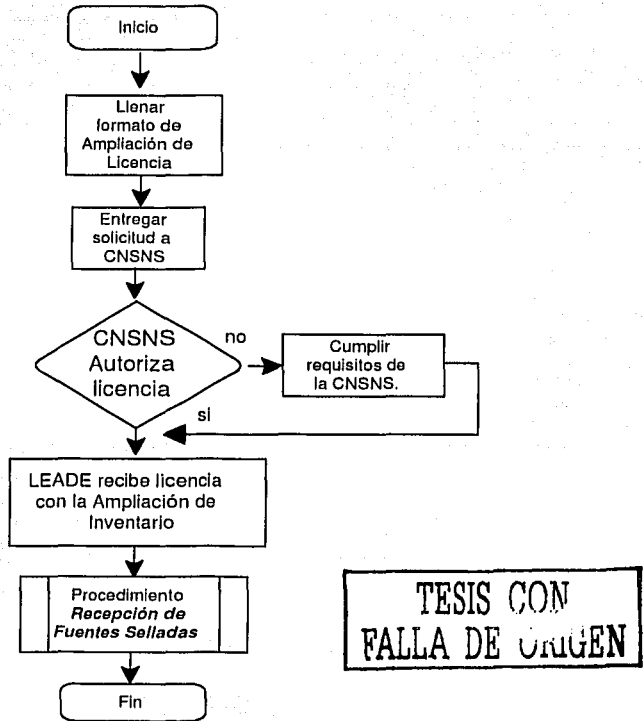 Inicio
Llenar
formato de
Ampliación de
Licencia
Entregar
solicitud a
CNSNS
CNSNS
Autoriza
licencia
no
Cumplir
requisitos de
la CNSNS.
si
LEADE recibe licencia
con la Ampliación de
Inventario
Procedimiento
Recepción de
Fuentes Selladas
Fin
TESIS CON
FALLA DE ORIGEN